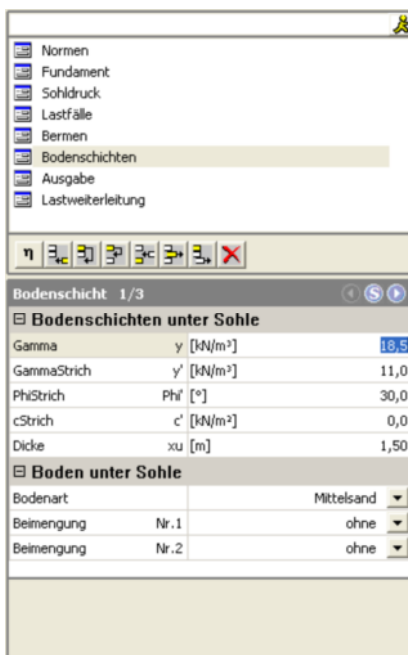 Normen
Fundament
Sohldruck
Lastfälle
Bermen
Bodenschichten
Ausgabe
Lastweiterleitung
η
Bodenschicht 1/3 S
Bodenschichten unter Sohle
Gamma γ [kN/m³] 18,5
GammaStrich γ' [kN/m³] 11,0
PhiStrich Phi' [°] 30,0
cStrich c' [kN/m²] 0,0
Dicke xu [m] 1,50
Boden unter Sohle
Bodenart Mittelsand
Beimengung Nr.1 ohne
Beimengung Nr.2 ohne